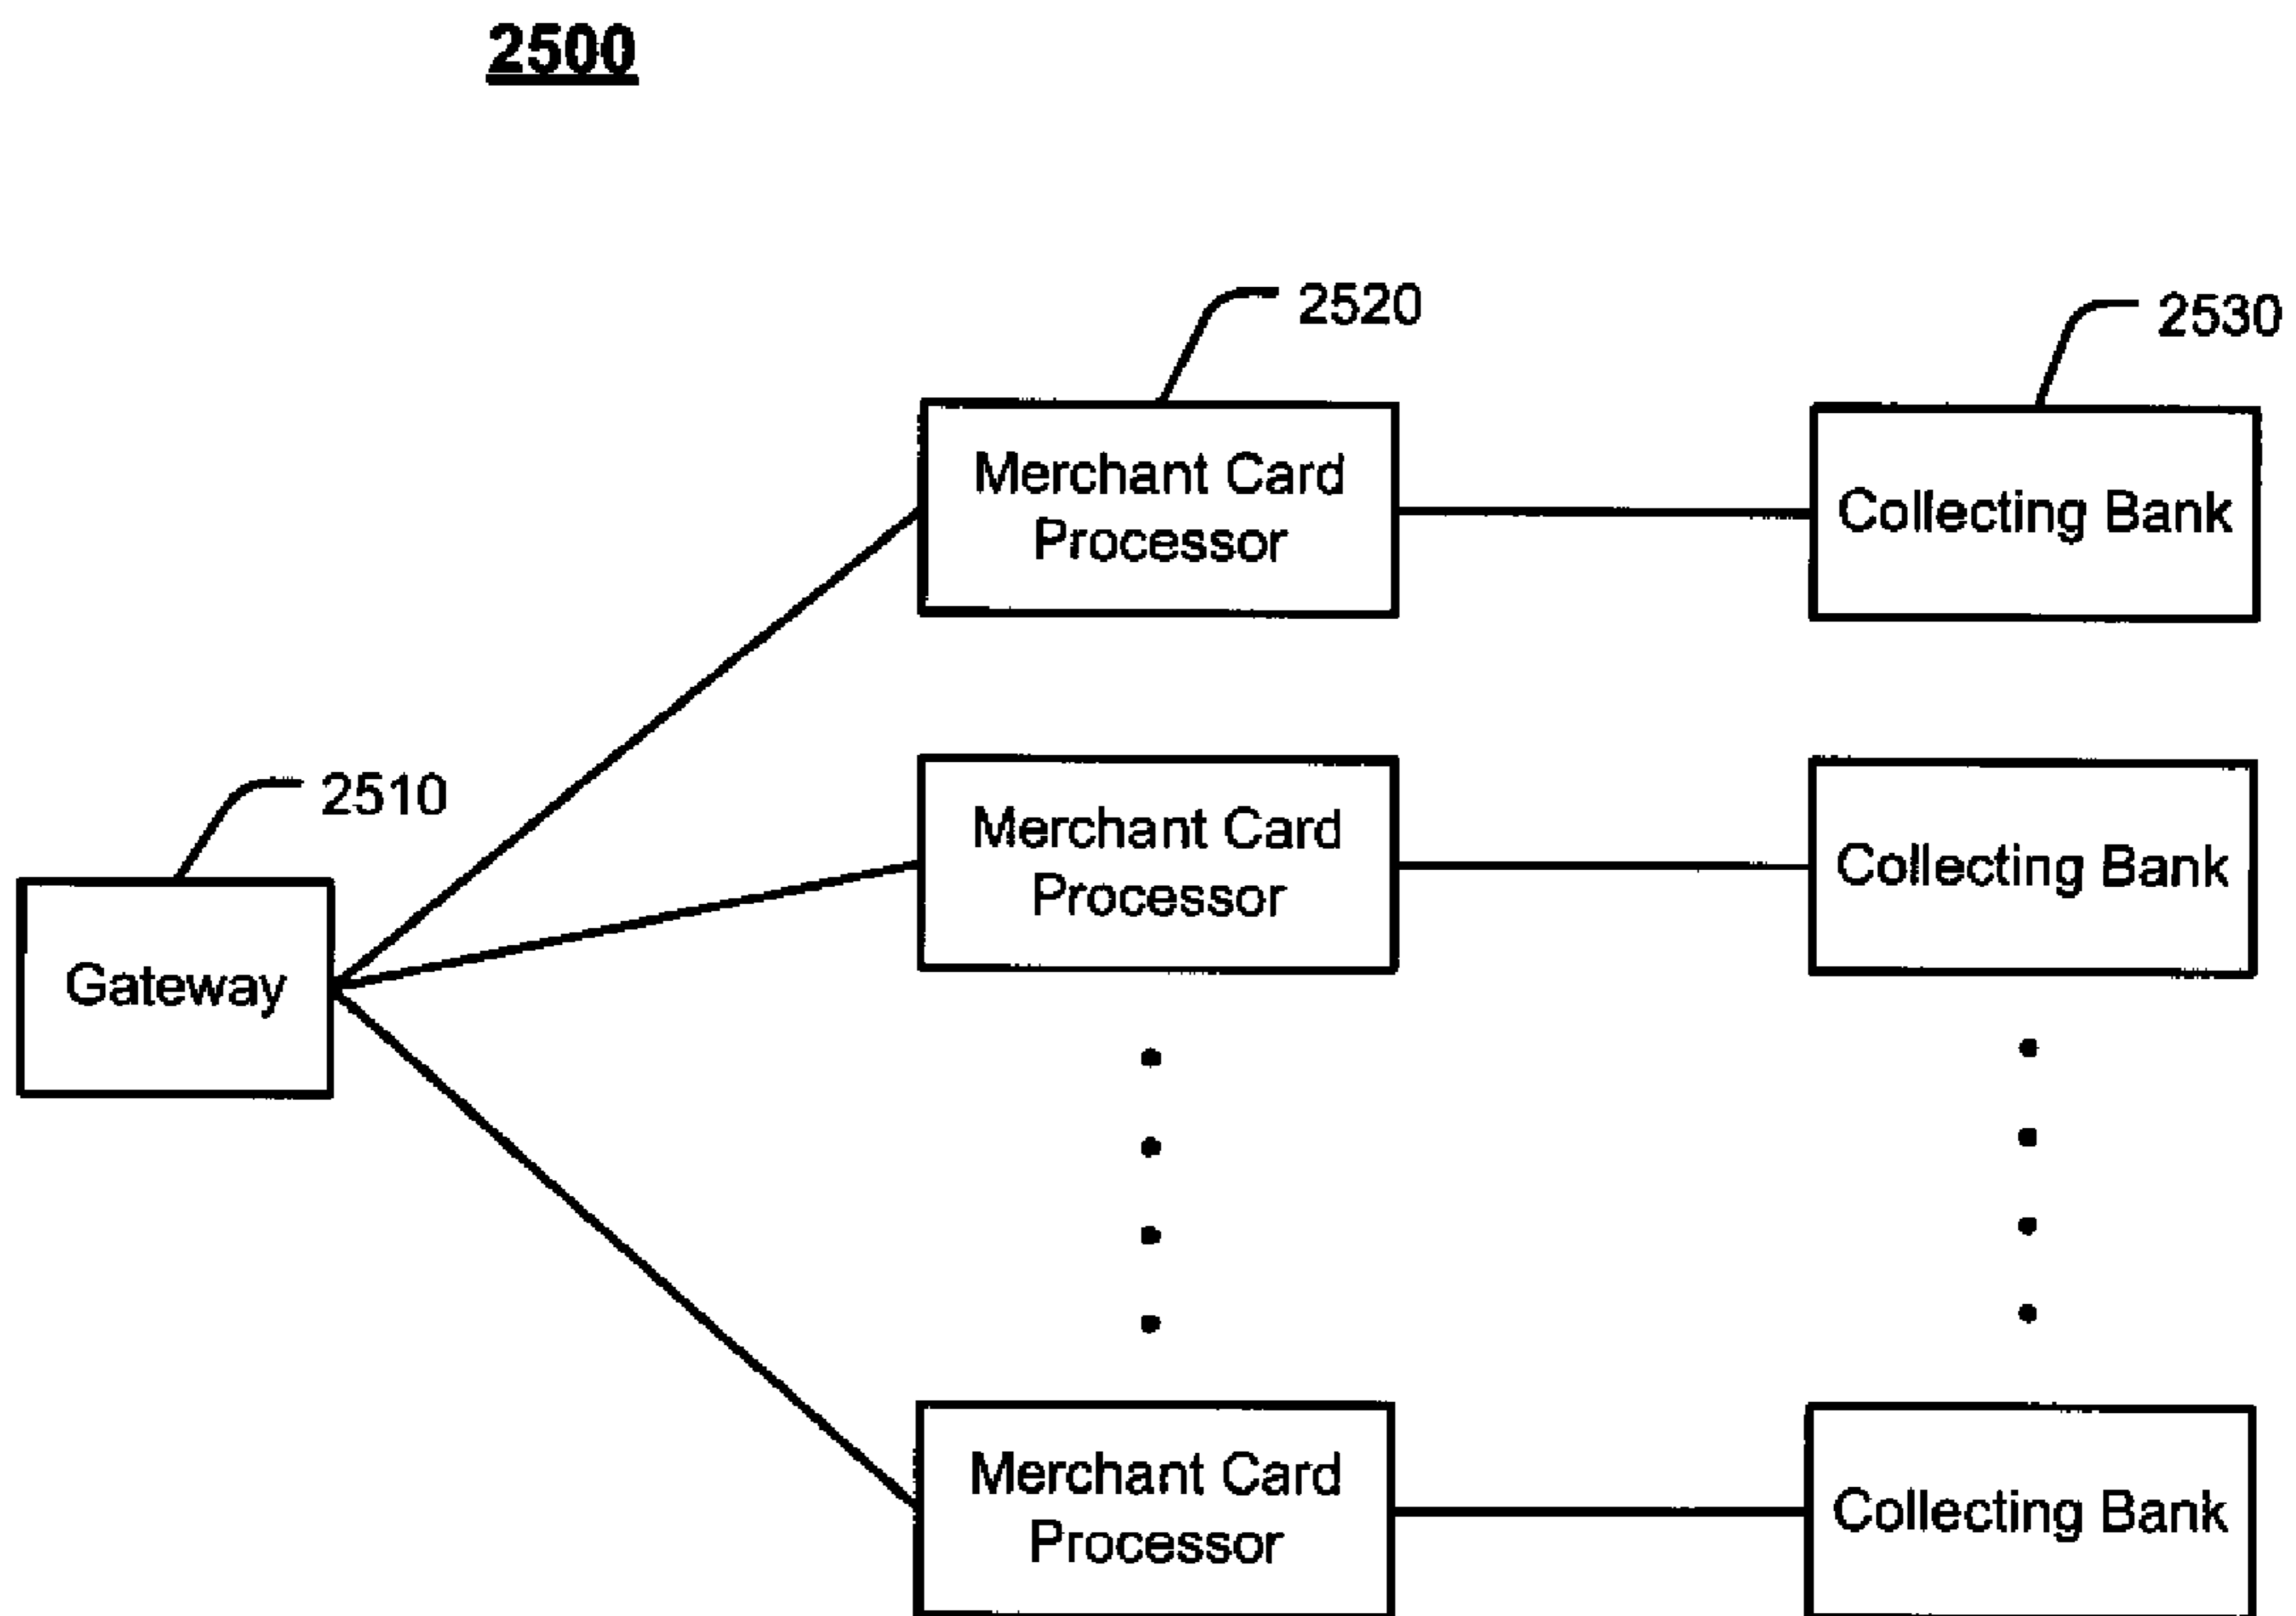 2500
2520
2530
Merchant Card
Processor
Collecting Bank
2510
Merchant Card
Processor
Collecting Bank
Gateway
Merchant Card
Processor
Collecting Bank